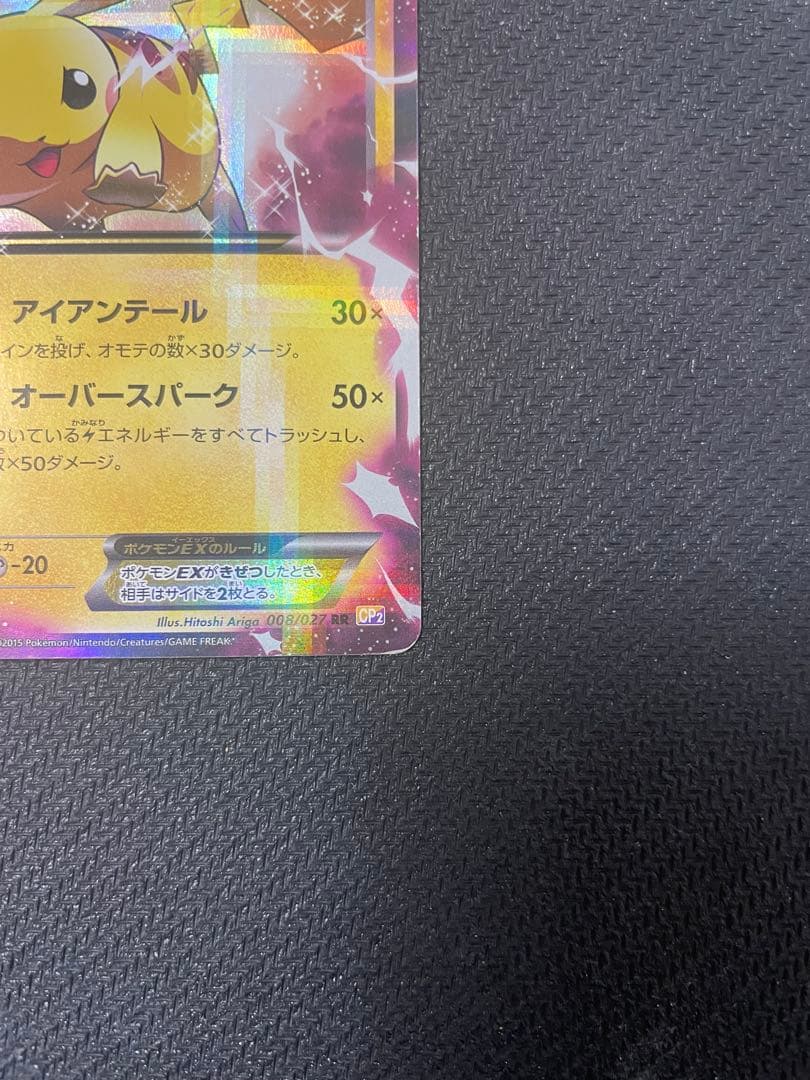 アイアンテール 30×
インを投げ、オモテの数×30ダメージ。
オーバースパーク 50×
ついている エネルギーをすべてトラッシュし、
数×50ダメージ。
-20
ポケモンEXのルール
ポケモンEXがきぜつしたとき、
相手はサイドを2枚とる。
Illus.Hitoshi Ariga 008/027 RR CP2
©2015 Pokémon/Nintendo/Creatures/GAME FREAK.